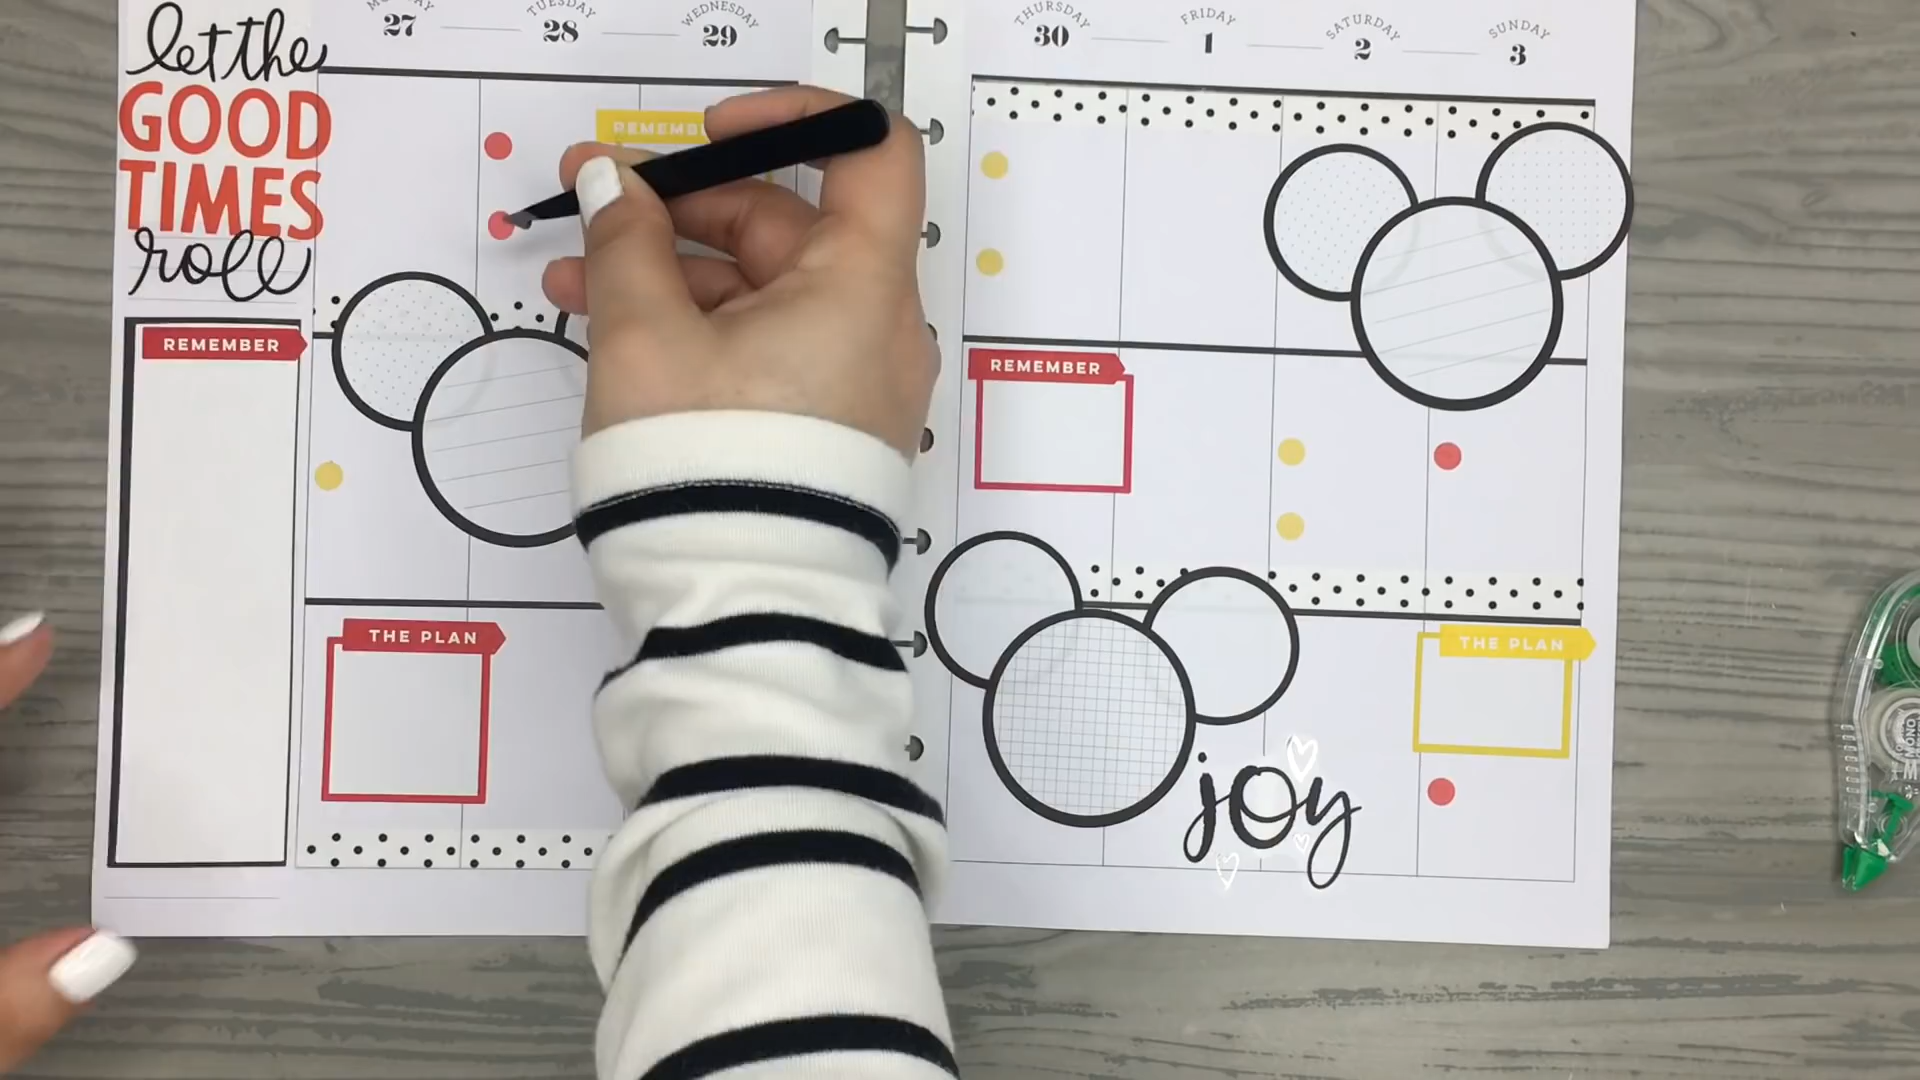 let the
GOOD
TIMES
roll
27
TUESDAY
28
WEDNESDAY
29
THURSDAY
30
FRIDAY
1
SATURDAY
2
SUNDAY
3
REMEMBER
REMEMBER
THE PLAN
THE PLAN
joy
MONO